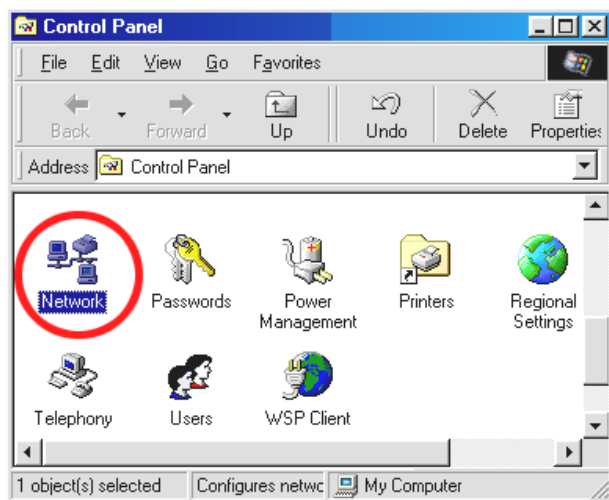 Control Panel
File Edit View Go Favorites
Back Forward Up Undo Delete Properties
Address Control Panel
Network Passwords Power Management Printers Regional Settings
Telephony Users WSP Client
1 object(s) selected Configures netwc My Computer